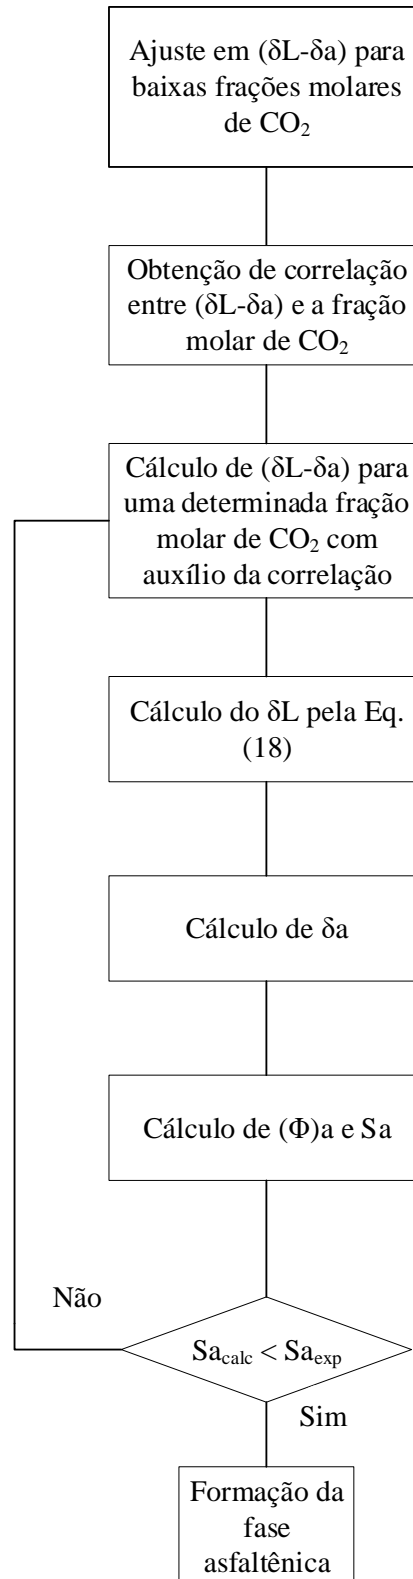 Ajuste em (δL-δa) para
baixas frações molares
de CO₂
Obtenção de correlação
entre (δL-δa) e a fração
molar de CO₂
Cálculo de (δL-δa) para
uma determinada fração
molar de CO₂ com
auxílio da correlação
Cálculo do δL pela Eq.
(18)
Cálculo de δa
Cálculo de (Φ)a e Sa
Não
Sa_calc < Sa_exp
Sim
Formação da
fase
asfaltênica